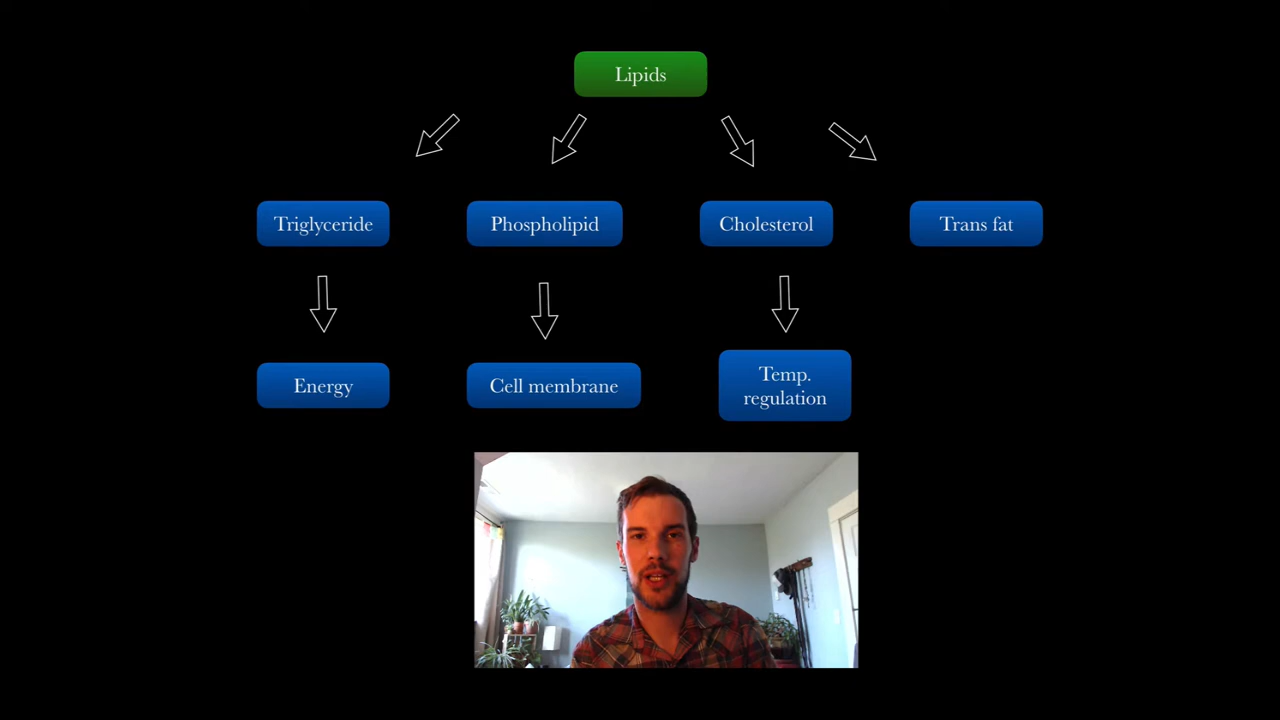 Lipids
Triglyceride
Phospholipid
Cholesterol
Trans fat
Energy
Cell membrane
Temp.
regulation